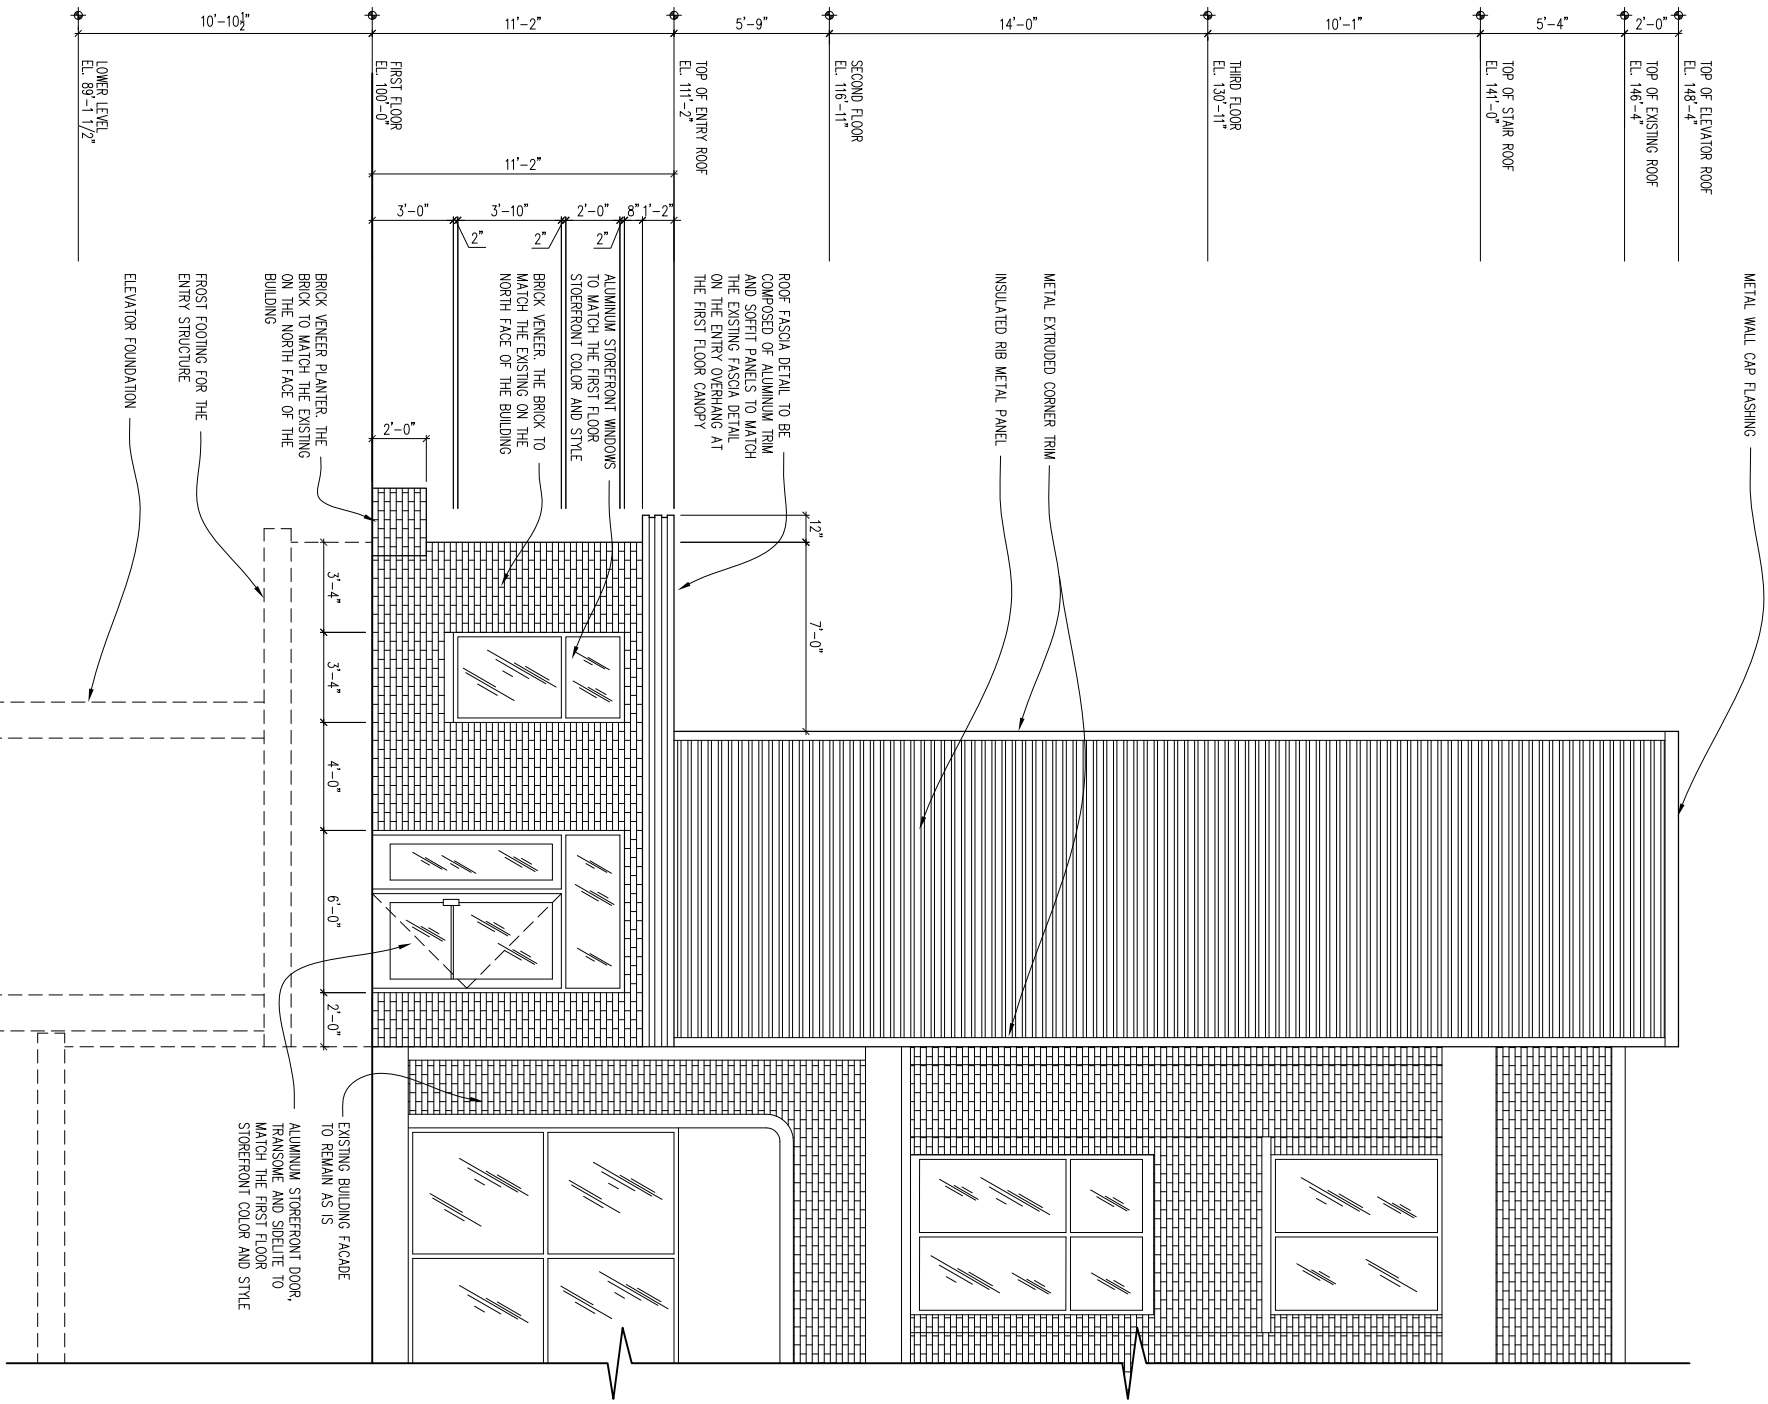 METAL WALL CAP FLASHING
TOP OF ELEVATOR ROOF
EL. 148'-4"
2'-0"
TOP OF EXISTING ROOF
EL. 146'-4"
5'-4"
TOP OF STAIR ROOF
EL. 141'-0"
10'-1"
THIRD FLOOR
EL. 130'-11"
14'-0"
SECOND FLOOR
EL. 116'-11"
5'-9"
TOP OF ENTRY ROOF
EL. 111'-2"
11'-2"
FIRST FLOOR
EL. 100'-0"
10'-10½"
LOWER LEVEL
EL. 89'-1 1/2"
METAL EXTRUDED CORNER TRIM
INSULATED RIB METAL PANEL
ROOF FASCIA DETAIL TO BE
COMPOSED OF ALUMINUM TRIM
AND SOFFIT PANELS TO MATCH
THE EXISTING FASCIA DETAIL
ON THE ENTRY OVERHANG AT
THE FIRST FLOOR CANOPY
ALUMINUM STOREFRONT WINDOWS
TO MATCH THE FIRST FLOOR
STOERFRONT COLOR AND STYLE
BRICK VENEER. THE BRICK TO
MATCH THE EXISTING ON THE
NORTH FACE OF THE BUILDING
BRICK VENEER PLANTER. THE
BRICK TO MATCH THE EXISTING
ON THE NORTH FACE OF THE
BUILDING
FROST FOOTING FOR THE
ENTRY STRUCTURE
ELEVATOR FOUNDATION
11'-2"
1'-2"
8"
2'-0"
3'-10"
3'-0"
2"
2"
2"
2'-0"
12"
7'-0"
3'-4"
3'-4"
4'-0"
6'-0"
2'-0"
EXISTING BUILDING FACADE
TO REMAIN AS IS
ALUMINUM STOREFRONT DOOR,
TRANSOME AND SIDELITE TO
MATCH THE FIRST FLOOR
STOREFRONT COLOR AND STYLE